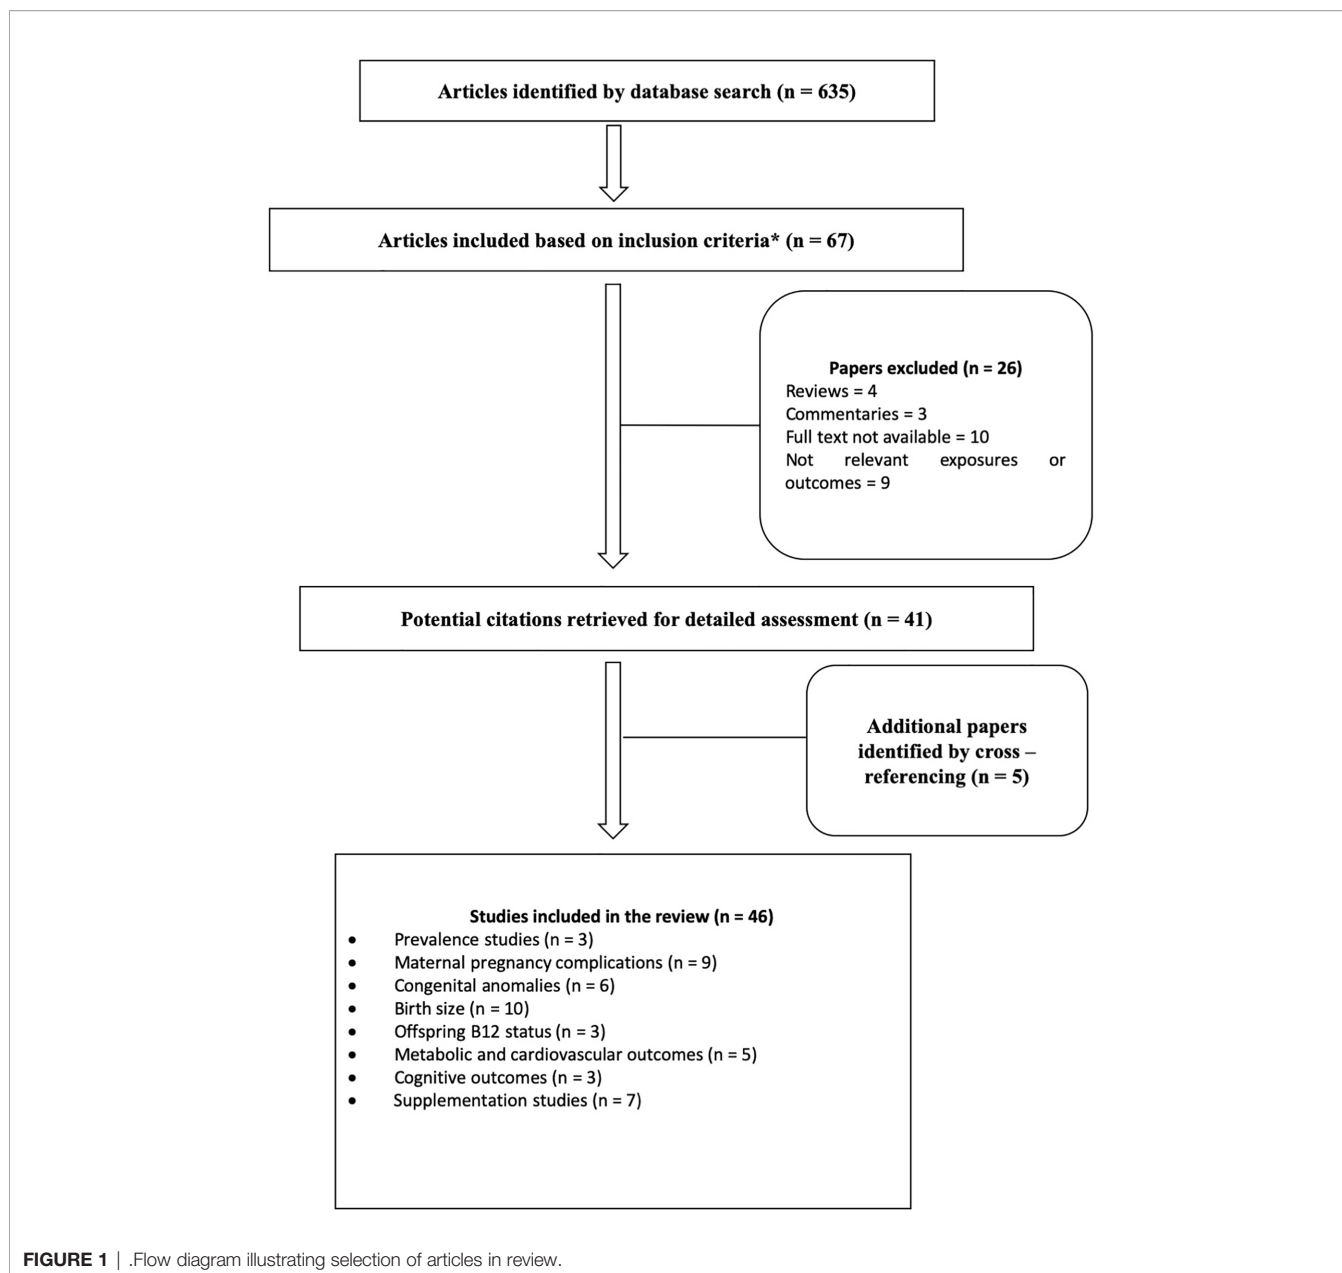 Articles identified by database search (n = 635)
Articles included based on inclusion criteria* (n = 67)
Papers excluded (n = 26)
Reviews = 4
Commentaries = 3
Full text not available = 10
Not relevant exposures or
outcomes = 9
Potential citations retrieved for detailed assessment (n = 41)
Additional papers
identified by cross –
referencing (n = 5)
Studies included in the review (n = 46)
• Prevalence studies (n = 3)
• Maternal pregnancy complications (n = 9)
• Congenital anomalies (n = 6)
• Birth size (n = 10)
• Offspring B12 status (n = 3)
• Metabolic and cardiovascular outcomes (n = 5)
• Cognitive outcomes (n = 3)
• Supplementation studies (n = 7)
FIGURE 1 | .Flow diagram illustrating selection of articles in review.